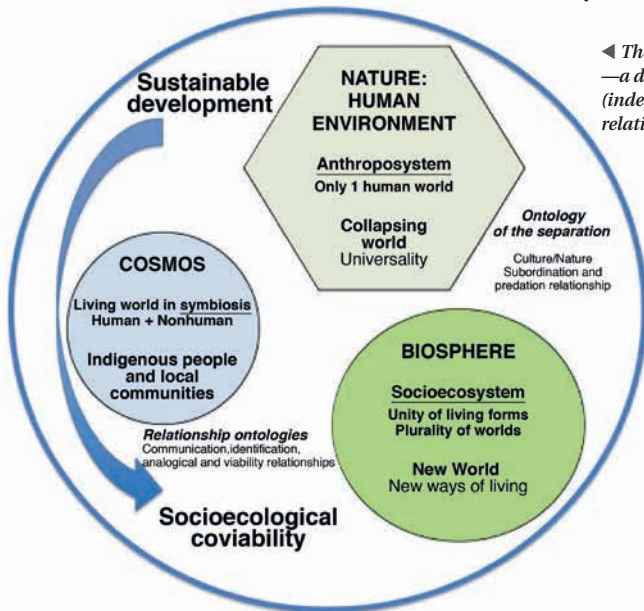 Sustainable
development
NATURE:
HUMAN
ENVIRONMENT
Anthroposystem
Only 1 human world
Collapsing
world
Universality
◀ Th
—a d
(inde
relati
Ontology
of the separation
Culture/Nature
Subordination and
predation relationship
COSMOS
Living world in symbiosis
Human + Nonhuman
Indigenous people
and local
communities
BIOSPHERE
Socioecosystem
Unity of living forms
Plurality of worlds
New World
New ways of living
Relationship ontologies
Communication,identification,
analogical and viability relationships
Socioecological
coviability